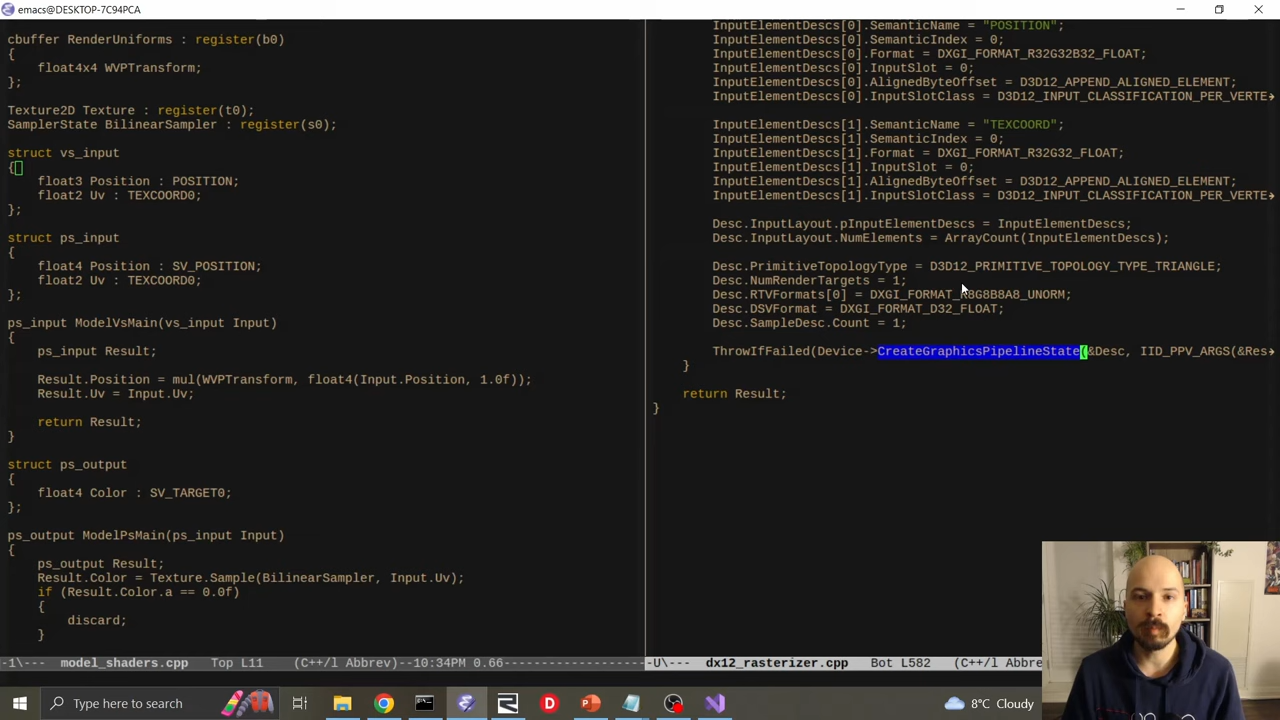 emacs@DESKTOP-7C94PCA
cbuffer RenderUniforms : register(b0)
{
float4x4 WVPTransform;
};
Texture2D Texture : register(t0);
SamplerState BilinearSampler : register(s0);
struct vs_input
{
float3 Position : POSITION;
float2 Uv : TEXCOORD0;
};
struct ps_input
{
float4 Position : SV_POSITION;
float2 Uv : TEXCOORD0;
};
ps_input ModelVsMain(vs_input Input)
{
ps_input Result;
Result.Position = mul(WVPTransform, float4(Input.Position, 1.0f));
Result.Uv = Input.Uv;
return Result;
}
struct ps_output
{
float4 Color : SV_TARGET0;
};
ps_output ModelPsMain(ps_input Input)
{
ps_output Result;
Result.Color = Texture.Sample(BilinearSampler, Input.Uv);
if (Result.Color.a == 0.0f)
{
discard;
}
-1\--- model_shaders.cpp Top L11 (C++/l Abbrev)--10:34PM 0.66
InputElementDescs[0].SemanticName = "POSITION";
InputElementDescs[0].SemanticIndex = 0;
InputElementDescs[0].Format = DXGI_FORMAT_R32G32B32_FLOAT;
InputElementDescs[0].InputSlot = 0;
InputElementDescs[0].AlignedByteOffset = D3D12_APPEND_ALIGNED_ELEMENT;
InputElementDescs[0].InputSlotClass = D3D12_INPUT_CLASSIFICATION_PER_VERTE
InputElementDescs[1].SemanticName = "TEXCOORD";
InputElementDescs[1].SemanticIndex = 0;
InputElementDescs[1].Format = DXGI_FORMAT_R32G32_FLOAT;
InputElementDescs[1].InputSlot = 0;
InputElementDescs[1].AlignedByteOffset = D3D12_APPEND_ALIGNED_ELEMENT;
InputElementDescs[1].InputSlotClass = D3D12_INPUT_CLASSIFICATION_PER_VERTE
Desc.InputLayout.pInputElementDescs = InputElementDescs;
Desc.InputLayout.NumElements = ArrayCount(InputElementDescs);
Desc.PrimitiveTopologyType = D3D12_PRIMITIVE_TOPOLOGY_TYPE_TRIANGLE;
Desc.NumRenderTargets = 1;
Desc.RTVFormats[0] = DXGI_FORMAT_R8G8B8A8_UNORM;
Desc.DSVFormat = DXGI_FORMAT_D32_FLOAT;
Desc.SampleDesc.Count = 1;
ThrowIfFailed(Device->CreateGraphicsPipelineState(&Desc, IID_PPV_ARGS(&Res
}
return Result;
}
-U\--- dx12_rasterizer.cpp Bot L582 (C++/l Abbre
Type here to search
8°C Cloudy